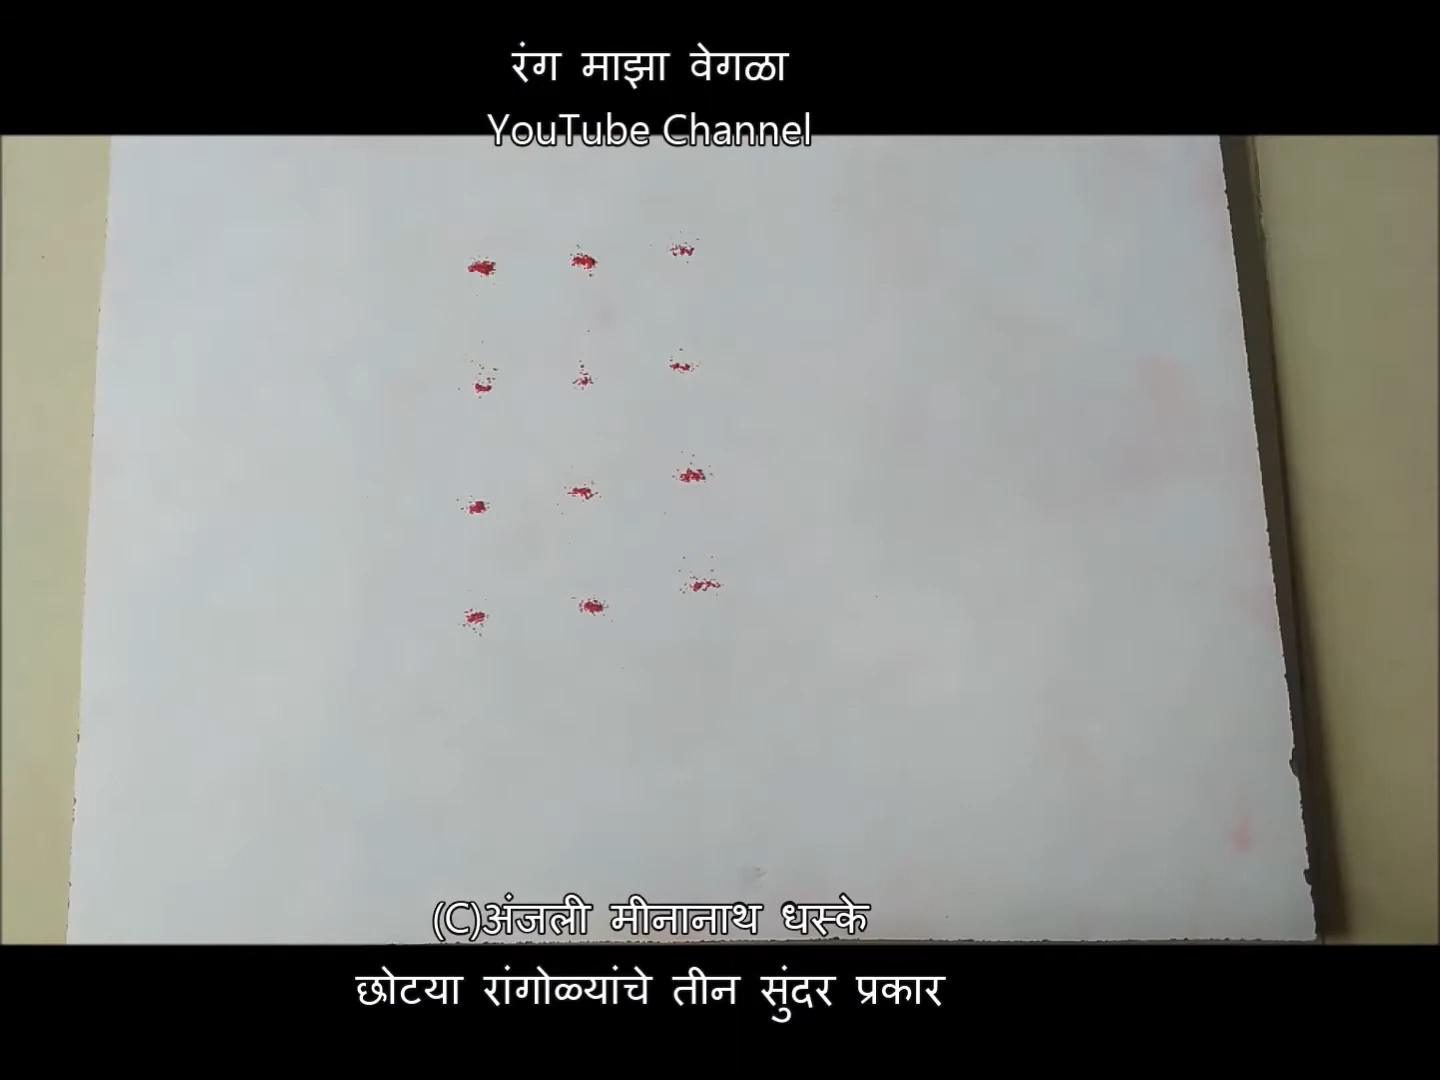 रंग माझा वेगळा
YouTube Channel
(C)अंजली मीनानाथ धस्के
छोटया रांगोळ्यांचे तीन सुंदर प्रकार